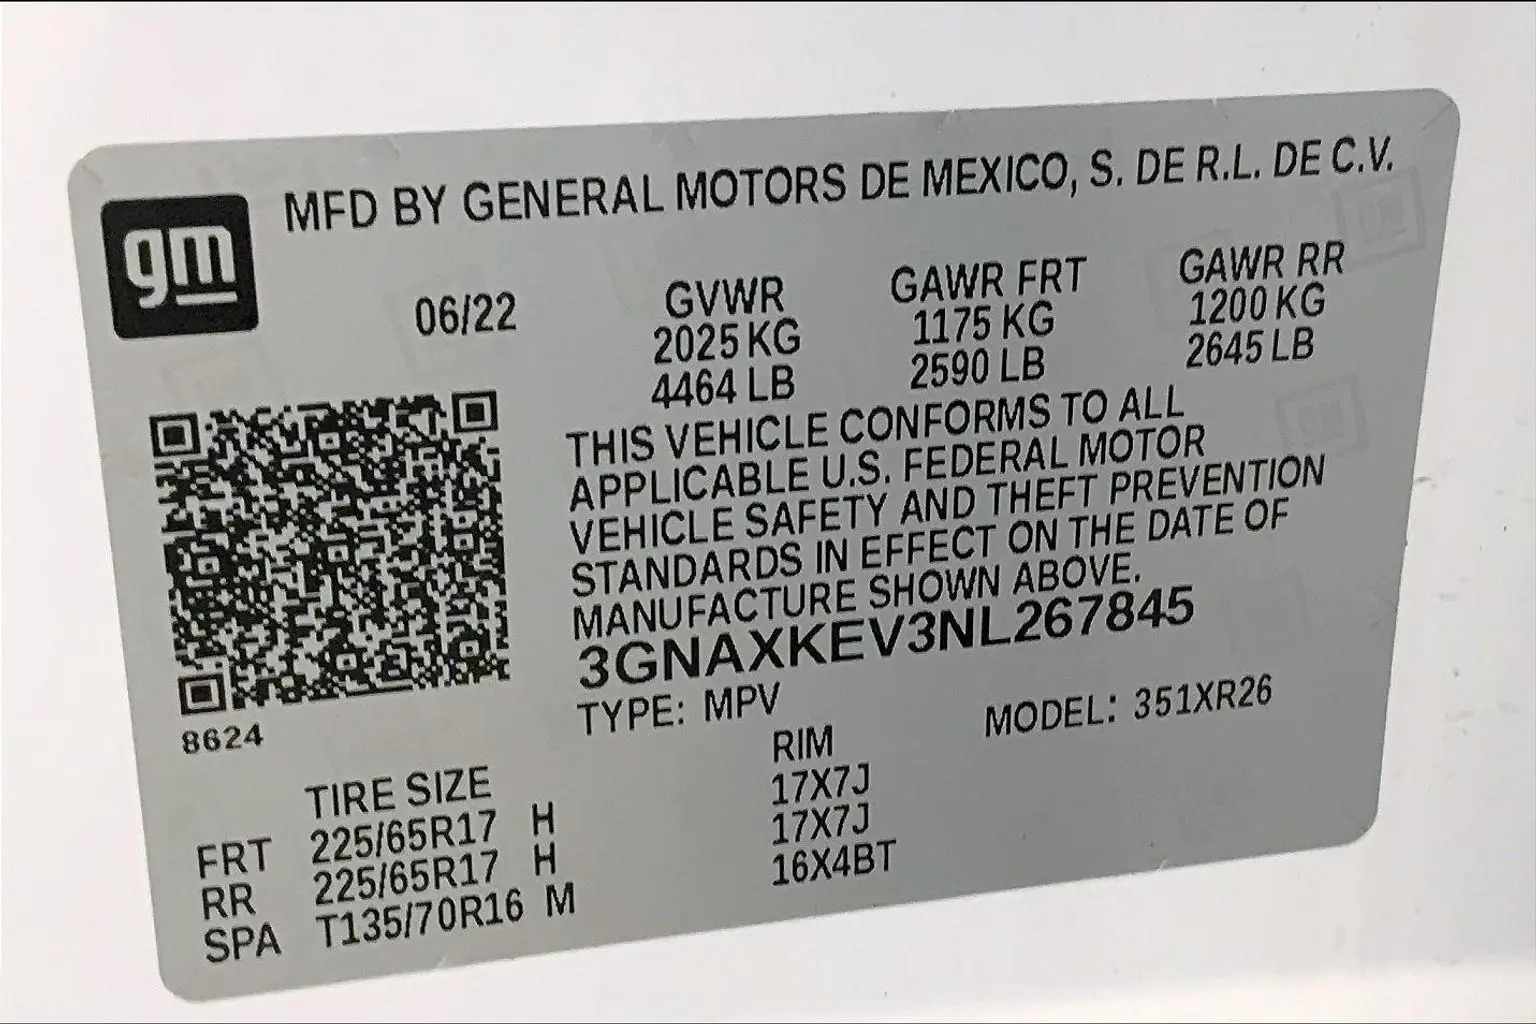 gm
MFD BY GENERAL MOTORS DE MEXICO, S. DE R.L. DE C.V.
06/22
GVWR
2025 KG
4464 LB
GAWR FRT
1175 KG
2590 LB
GAWR RR
1200 KG
2645 LB
THIS VEHICLE CONFORMS TO ALL
APPLICABLE U.S. FEDERAL MOTOR
VEHICLE SAFETY AND THEFT PREVENTION
STANDARDS IN EFFECT ON THE DATE OF
MANUFACTURE SHOWN ABOVE.
3GNAXKEV3NL267845
TYPE: MPV MODEL: 351XR26
8624
TIRE SIZE RIM
FRT 225/65R17 H 17X7J
RR 225/65R17 H 17X7J
SPA T135/70R16 M 16X4BT